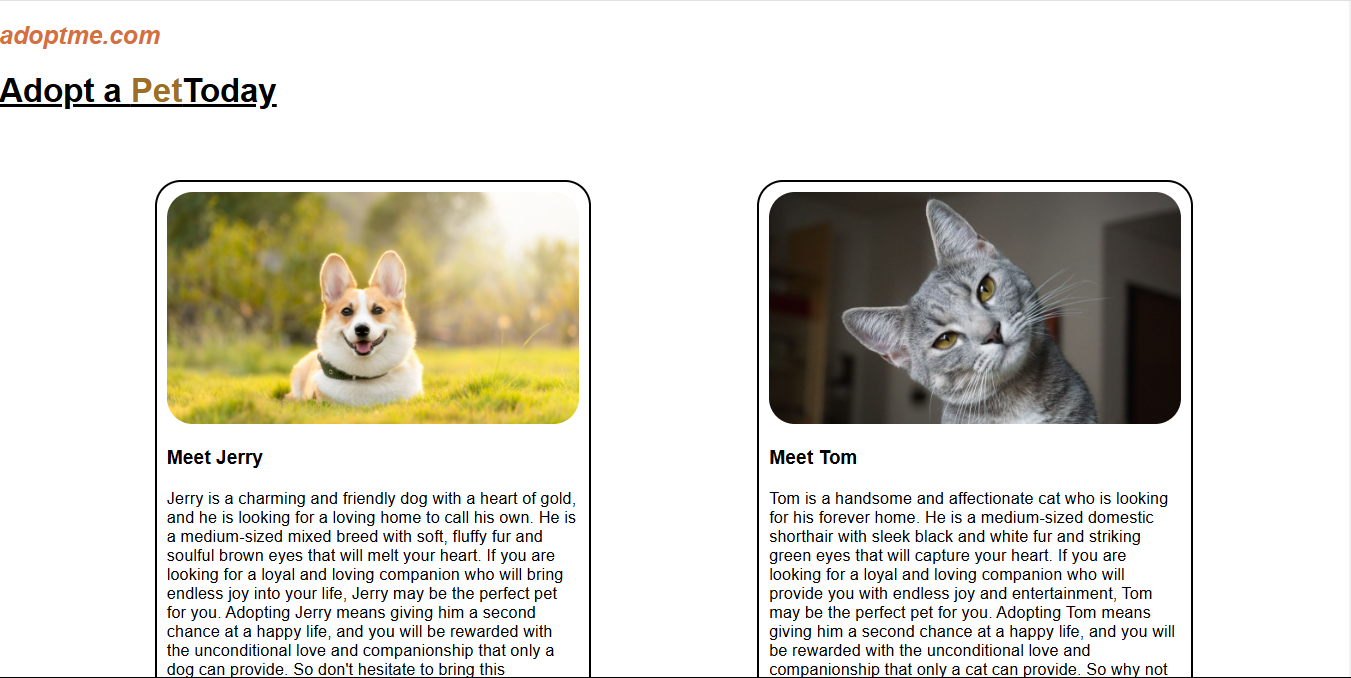 adoptme.com
Adopt a PetToday
Meet Jerry
Jerry is a charming and friendly dog with a heart of gold,
and he is looking for a loving home to call his own. He is
a medium-sized mixed breed with soft, fluffy fur and
soulful brown eyes that will melt your heart. If you are
looking for a loyal and loving companion who will bring
endless joy into your life, Jerry may be the perfect pet
for you. Adopting Jerry means giving him a second
chance at a happy life, and you will be rewarded with
the unconditional love and companionship that only a
dog can provide. So don't hesitate to bring this
Meet Tom
Tom is a handsome and affectionate cat who is looking
for his forever home. He is a medium-sized domestic
shorthair with sleek black and white fur and striking
green eyes that will capture your heart. If you are
looking for a loyal and loving companion who will
provide you with endless joy and entertainment, Tom
may be the perfect pet for you. Adopting Tom means
giving him a second chance at a happy life, and you will
be rewarded with the unconditional love and
companionship that only a cat can provide. So why not